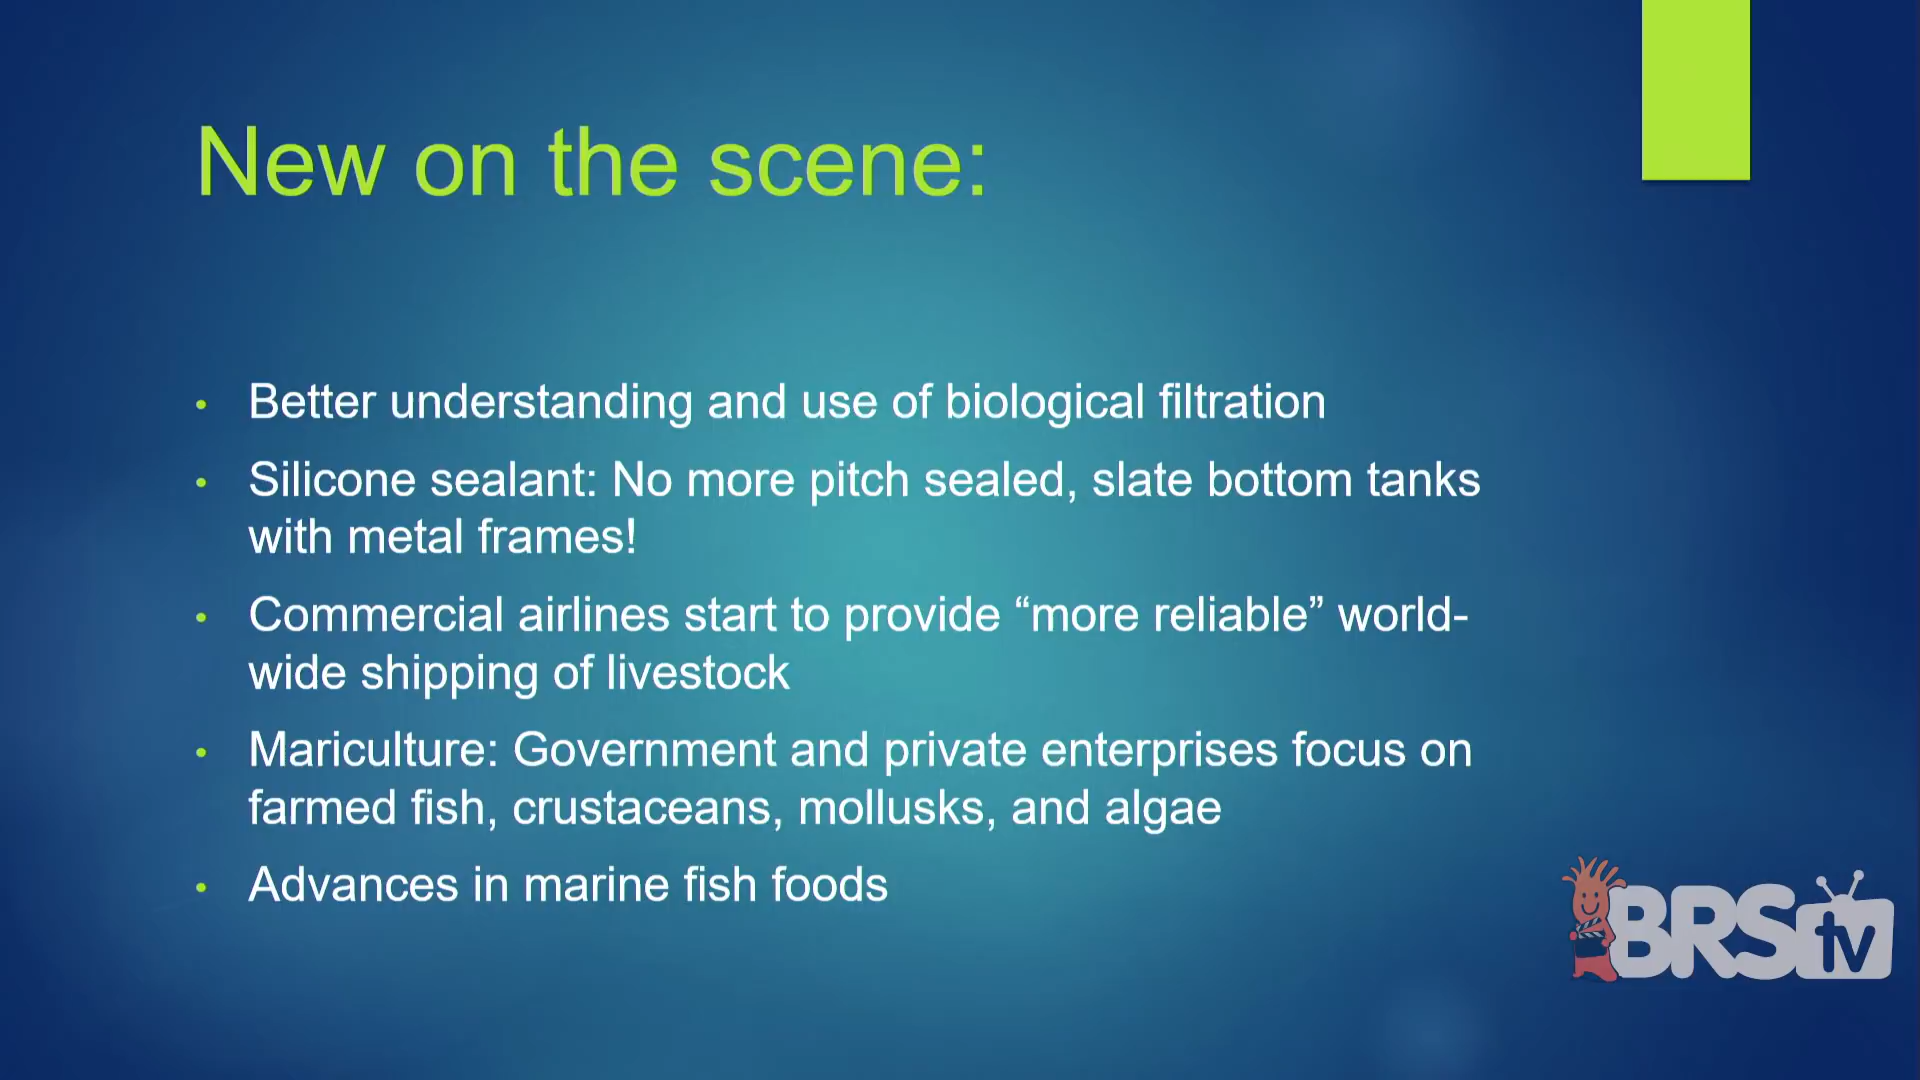 New on the scene:
• Better understanding and use of biological filtration
• Silicone sealant: No more pitch sealed, slate bottom tanks
with metal frames!
• Commercial airlines start to provide “more reliable” world-
wide shipping of livestock
• Mariculture: Government and private enterprises focus on
farmed fish, crustaceans, mollusks, and algae
• Advances in marine fish foods
BRStv